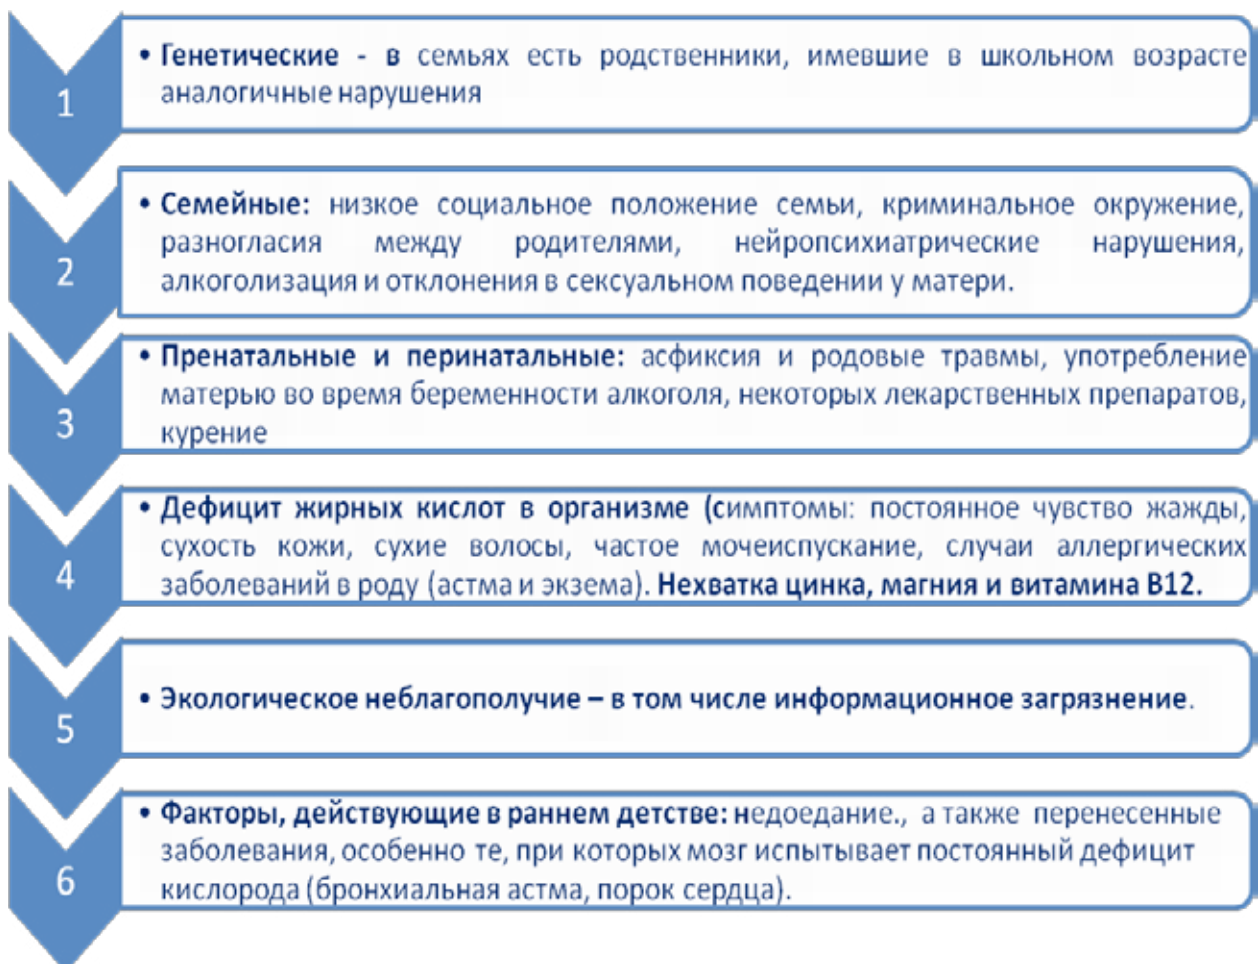 1
• Генетические - в семьях есть родственники, имевшие в школьном возрасте
аналогичные нарушения
2
• Семейные: низкое социальное положение семьи, криминальное окружение,
разногласия между родителями, нейропсихиатрические нарушения,
алкоголизация и отклонения в сексуальном поведении у матери.
3
• Пренатальные и перинатальные: асфиксия и родовые травмы, употребление
матерью во время беременности алкоголя, некоторых лекарственных препаратов,
курение
4
• Дефицит жирных кислот в организме (симптомы: постоянное чувство жажды,
сухость кожи, сухие волосы, частое мочеиспускание, случаи аллергических
заболеваний в роду (астма и экзема). Нехватка цинка, магния и витамина В12.
5
• Экологическое неблагополучие – в том числе информационное загрязнение.
6
• Факторы, действующие в раннем детстве: недоедание., а также перенесенные
заболевания, особенно те, при которых мозг испытывает постоянный дефицит
кислорода (бронхиальная астма, порок сердца).